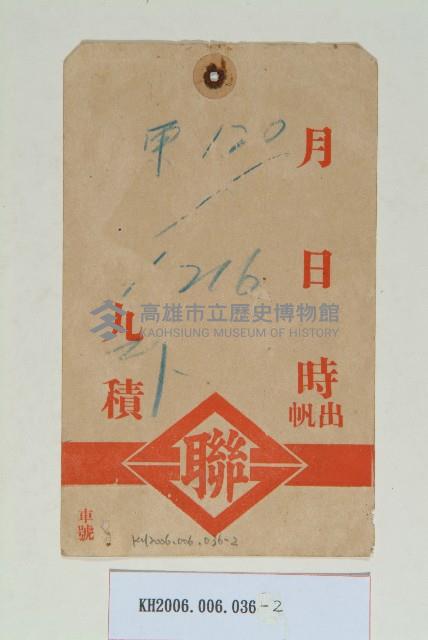 甲 120
月
216
日
高雄市立歷史博物館
KAOHSIUNG MUSEUM OF HISTORY
丸
積
時
出帆
聯
車號
KH2006.006.036-2
KH2006.006.036-2